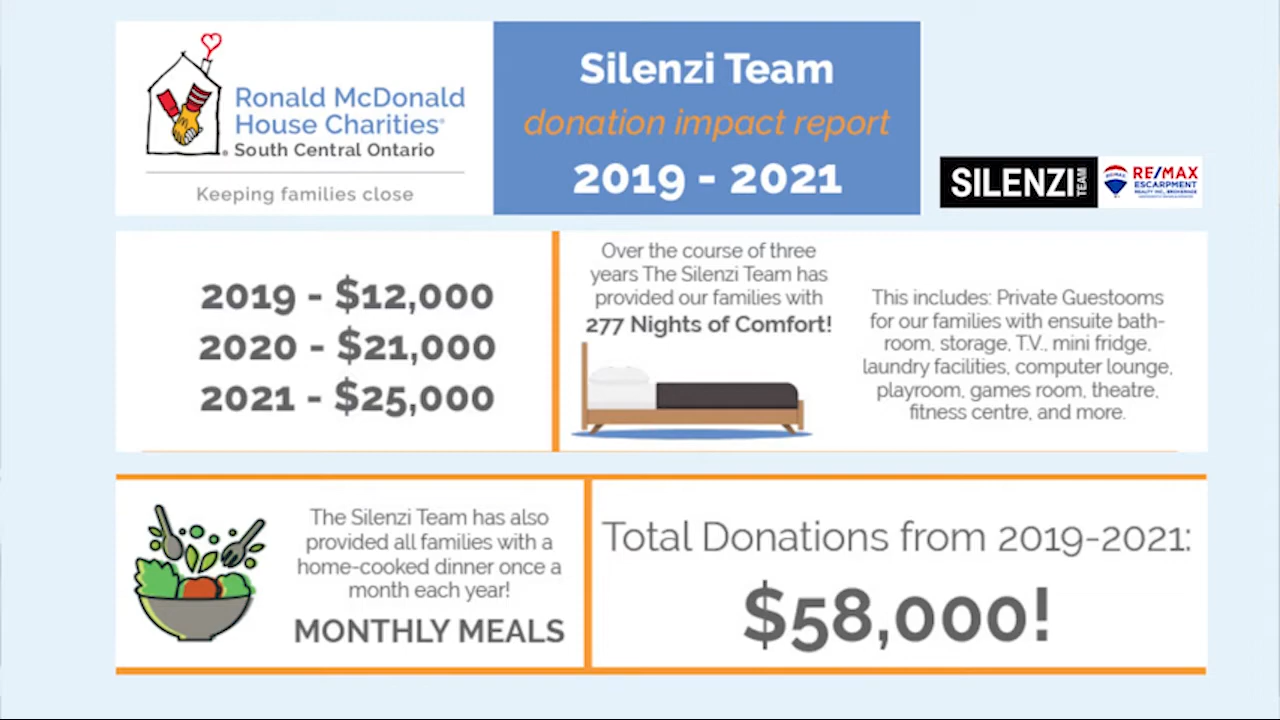 Ronald McDonald
House Charities®
South Central Ontario
Keeping families close
Silenzi Team
donation impact report
2019 - 2021
SILENZI TEAM
RE/MAX
ESCARPMENT
REALTY INC., BROKERAGE
2019 - $12,000
2020 - $21,000
2021 - $25,000
Over the course of three
years The Silenzi Team has
provided our families with
277 Nights of Comfort!
This includes: Private Guestooms
for our families with ensuite bath-
room, storage, T.V., mini fridge,
laundry facilities, computer lounge,
playroom, games room, theatre,
fitness centre, and more.
The Silenzi Team has also
provided all families with a
home-cooked dinner once a
month each year!
MONTHLY MEALS
Total Donations from 2019-2021:
$58,000!